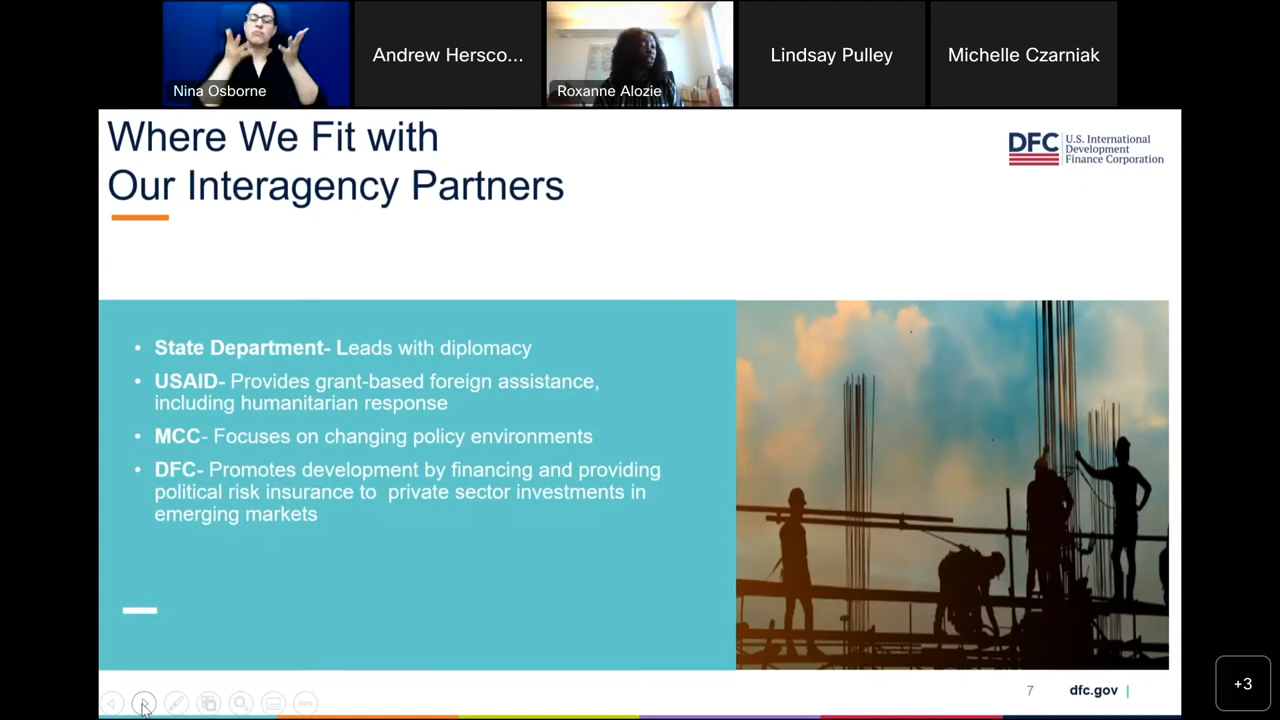 Nina Osborne
Andrew Hersco...
Roxanne Alozie
Lindsay Pulley
Michelle Czarniak
Where We Fit with
Our Interagency Partners
DFC
U.S. International
Development
Finance Corporation
• State Department- Leads with diplomacy
• USAID- Provides grant-based foreign assistance,
including humanitarian response
• MCC- Focuses on changing policy environments
• DFC- Promotes development by financing and providing
political risk insurance to  private sector investments in
emerging markets
7
dfc.gov |
+3